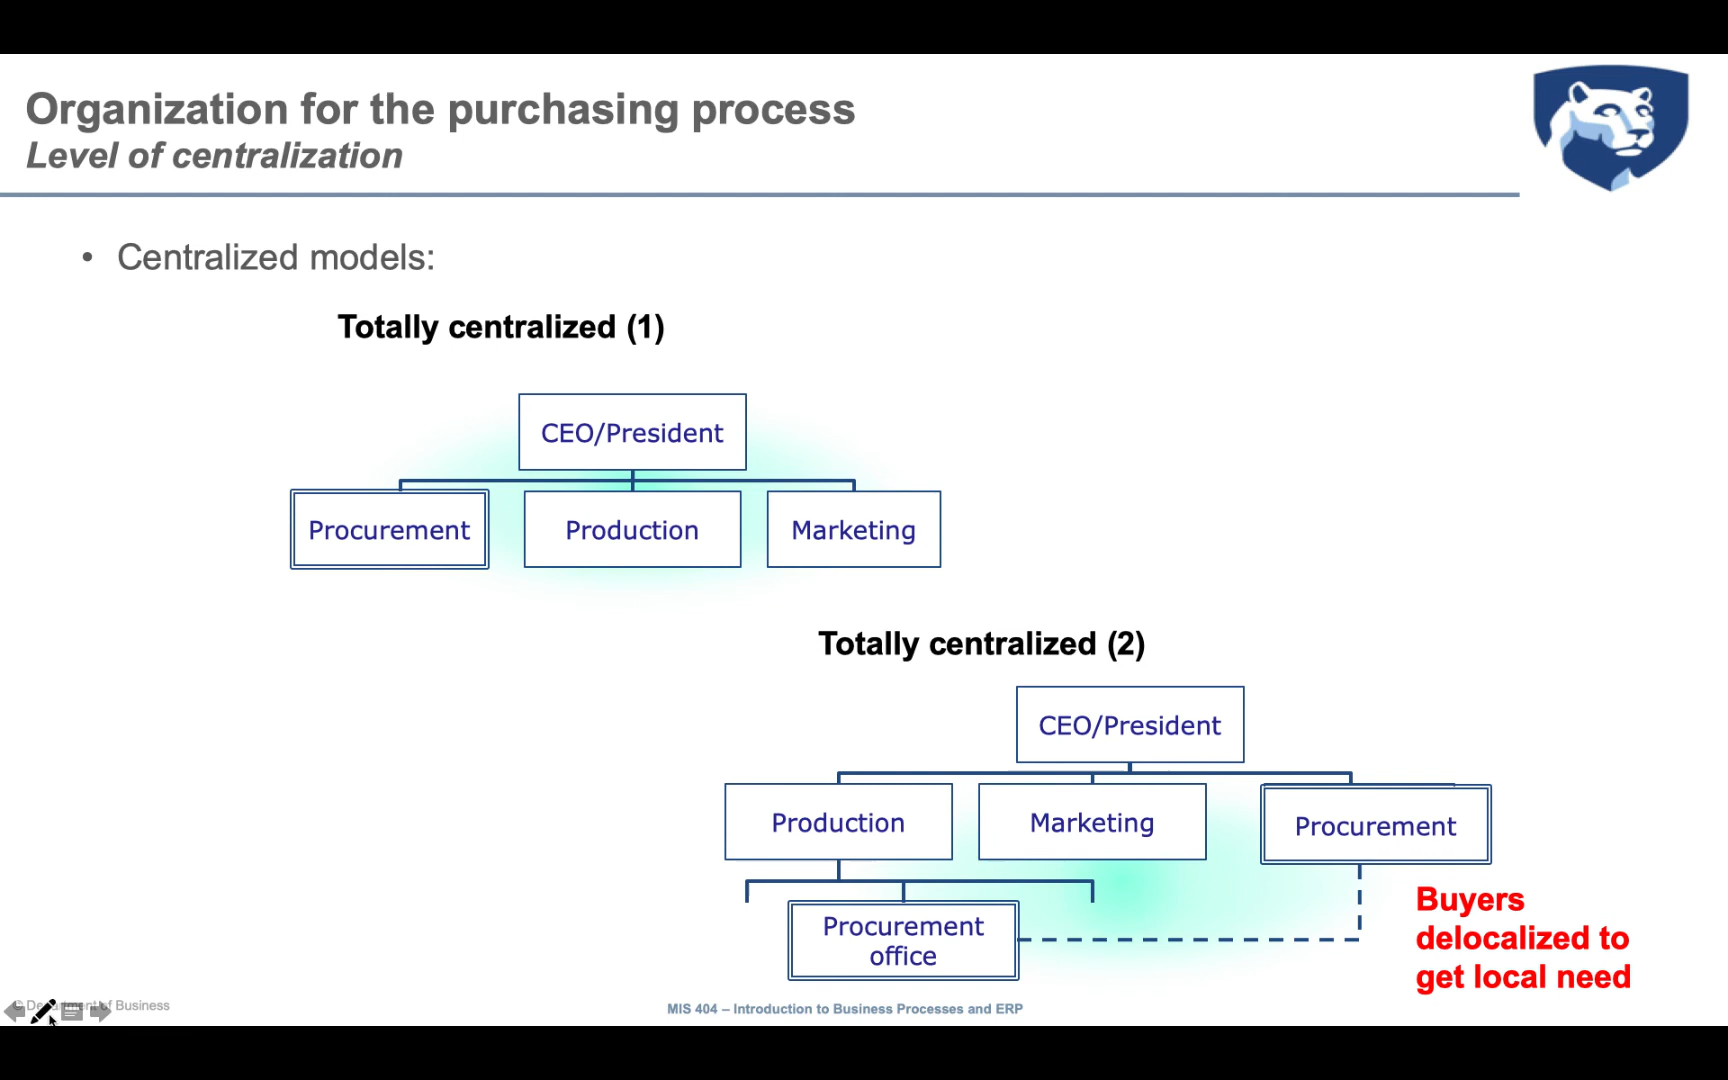 Organization for the purchasing process
Level of centralization
• Centralized models:
Totally centralized (1)
CEO/President
Procurement
Production
Marketing
Totally centralized (2)
CEO/President
Production
Marketing
Procurement
Procurement
office
Buyers
delocalized to
get local need
© Department of Business
MIS 404 – Introduction to Business Processes and ERP